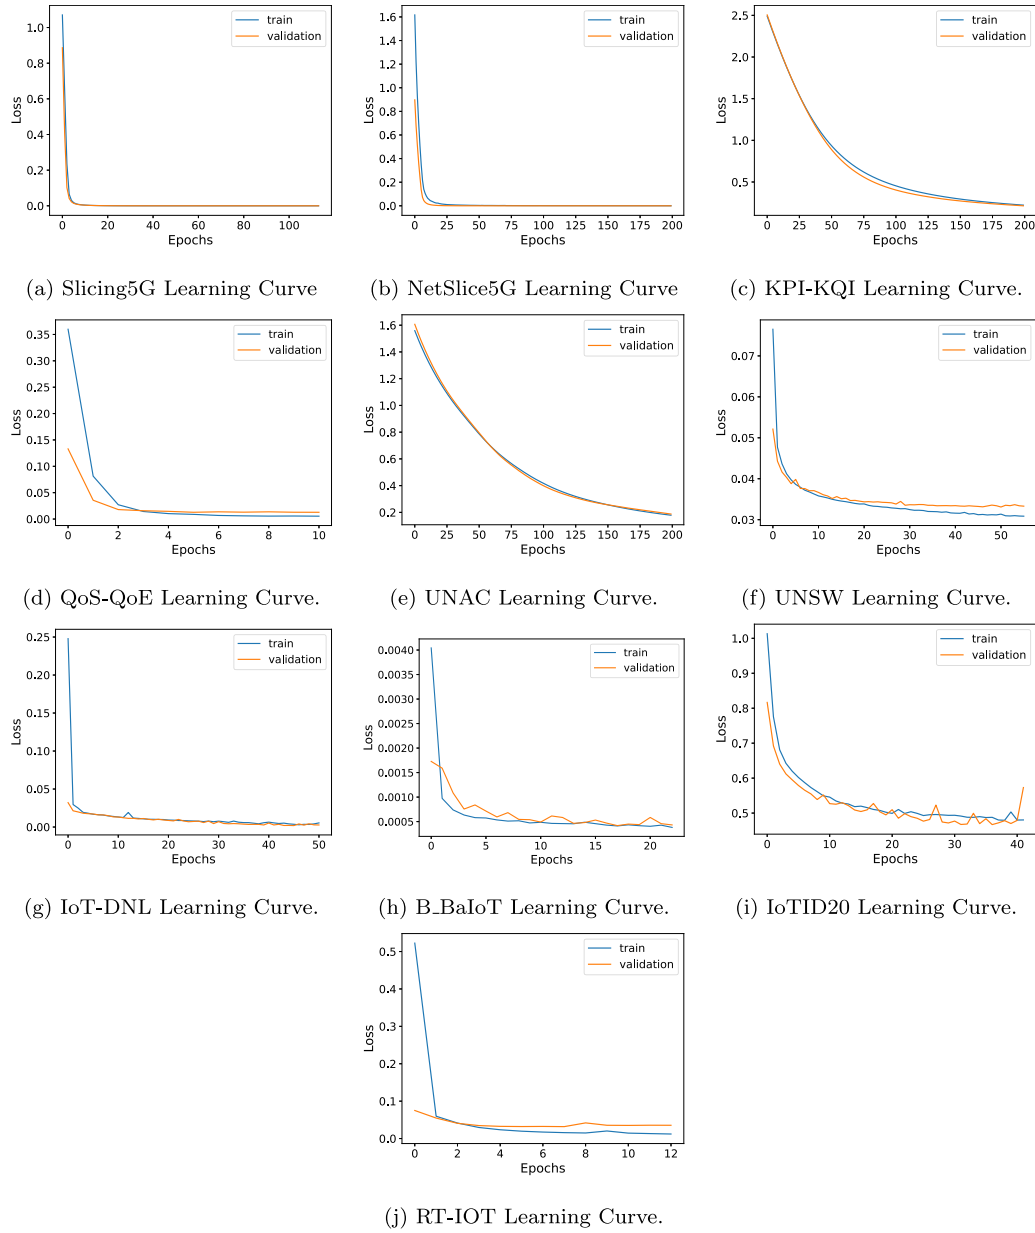 1.0
0.8
0.6
0.4
0.2
0.0
Loss
train
validation
0 20 40 60 80 100
Epochs
(a) Slicing5G Learning Curve
1.6
1.4
1.2
1.0
0.8
0.6
0.4
0.2
0.0
Loss
train
validation
0 25 50 75 100 125 150 175 200
Epochs
(b) NetSlice5G Learning Curve
2.5
2.0
1.5
1.0
0.5
Loss
train
validation
0 25 50 75 100 125 150 175 200
Epochs
(c) KPI-KQI Learning Curve.
0.35
0.30
0.25
0.20
0.15
0.10
0.05
0.00
Loss
train
validation
0 2 4 6 8 10
Epochs
(d) QoS-QoE Learning Curve.
1.6
1.4
1.2
1.0
0.8
0.6
0.4
0.2
Loss
train
validation
0 25 50 75 100 125 150 175 200
Epochs
(e) UNAC Learning Curve.
0.07
0.06
0.05
0.04
0.03
Loss
train
validation
0 10 20 30 40 50
Epochs
(f) UNSW Learning Curve.
0.25
0.20
0.15
0.10
0.05
0.00
Loss
train
validation
0 10 20 30 40 50
Epochs
(g) IoT-DNL Learning Curve.
0.0040
0.0035
0.0030
0.0025
0.0020
0.0015
0.0010
0.0005
Loss
train
validation
0 5 10 15 20
Epochs
(h) B_BaIoT Learning Curve.
1.0
0.9
0.8
0.7
0.6
0.5
Loss
train
validation
0 10 20 30 40
Epochs
(i) IoTID20 Learning Curve.
0.5
0.4
0.3
0.2
0.1
0.0
Loss
train
validation
0 2 4 6 8 10 12
Epochs
(j) RT-IOT Learning Curve.